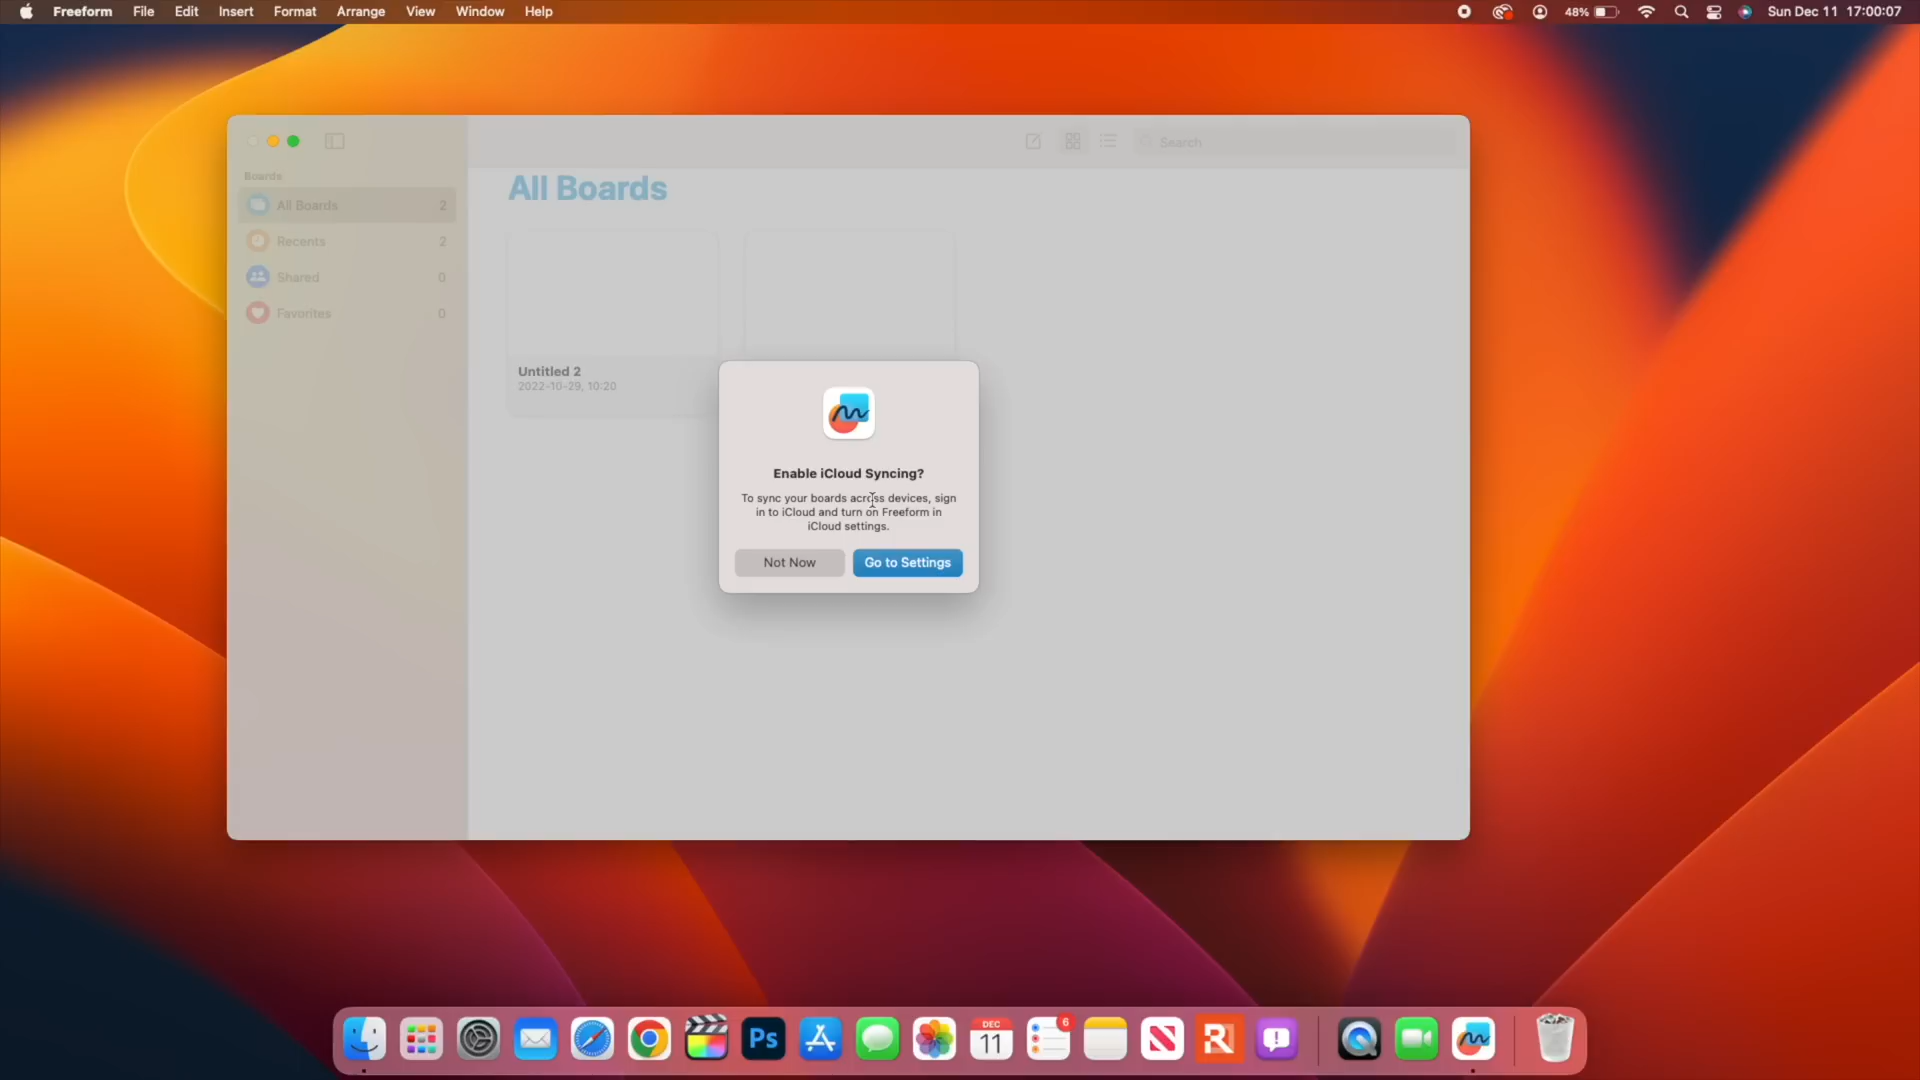 Freeform File Edit Insert Format Arrange View Window Help 48% Sun Dec 11 17:00:07
Search
Boards
All Boards 2
Recents 2
Shared 0
Favorites 0
All Boards
Untitled 2
2022-10-29, 10:20
Enable iCloud Syncing?
To sync your boards across devices, sign
in to iCloud and turn on Freeform in
iCloud settings.
Not Now Go to Settings
Ps
DEC
11
6